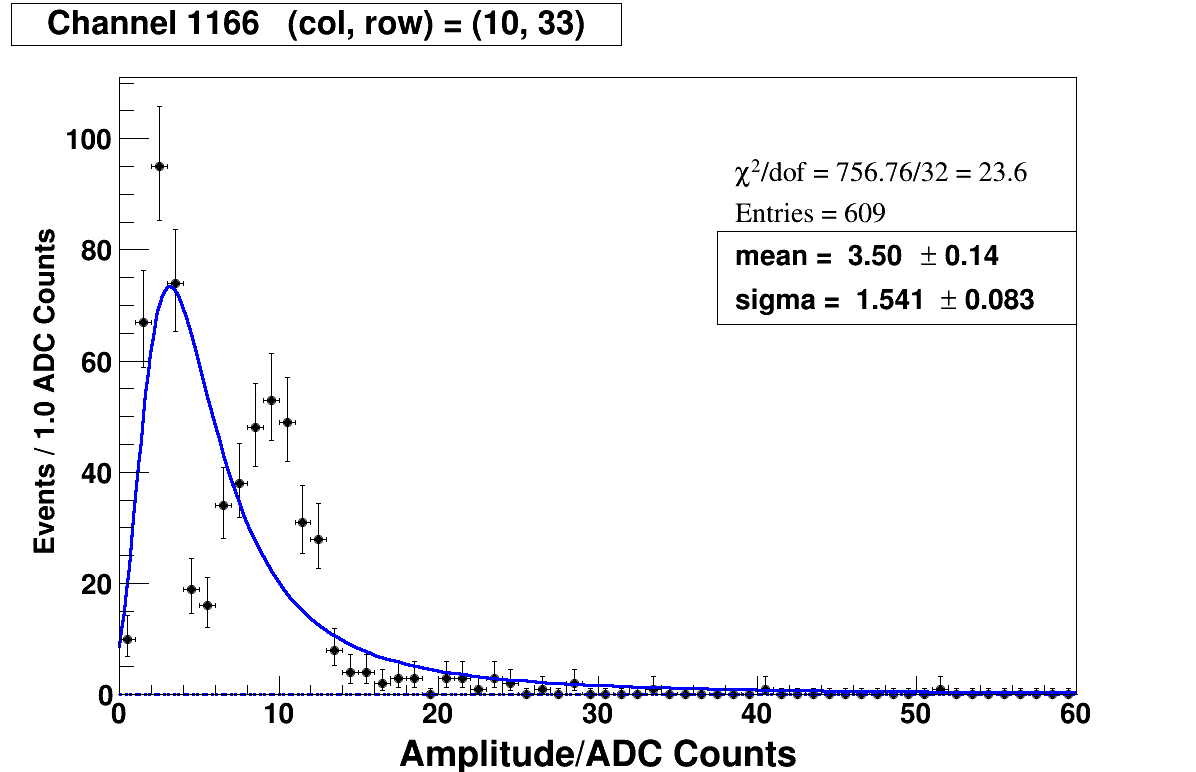 Channel 1166 (col, row) = (10, 33)
χ²/dof = 756.76/32 = 23.6
Entries = 609
mean = 3.50 ± 0.14
sigma = 1.541 ± 0.083
Events / 1.0 ADC Counts
100
80
60
40
20
0
0 10 20 30 40 50 60
Amplitude/ADC Counts